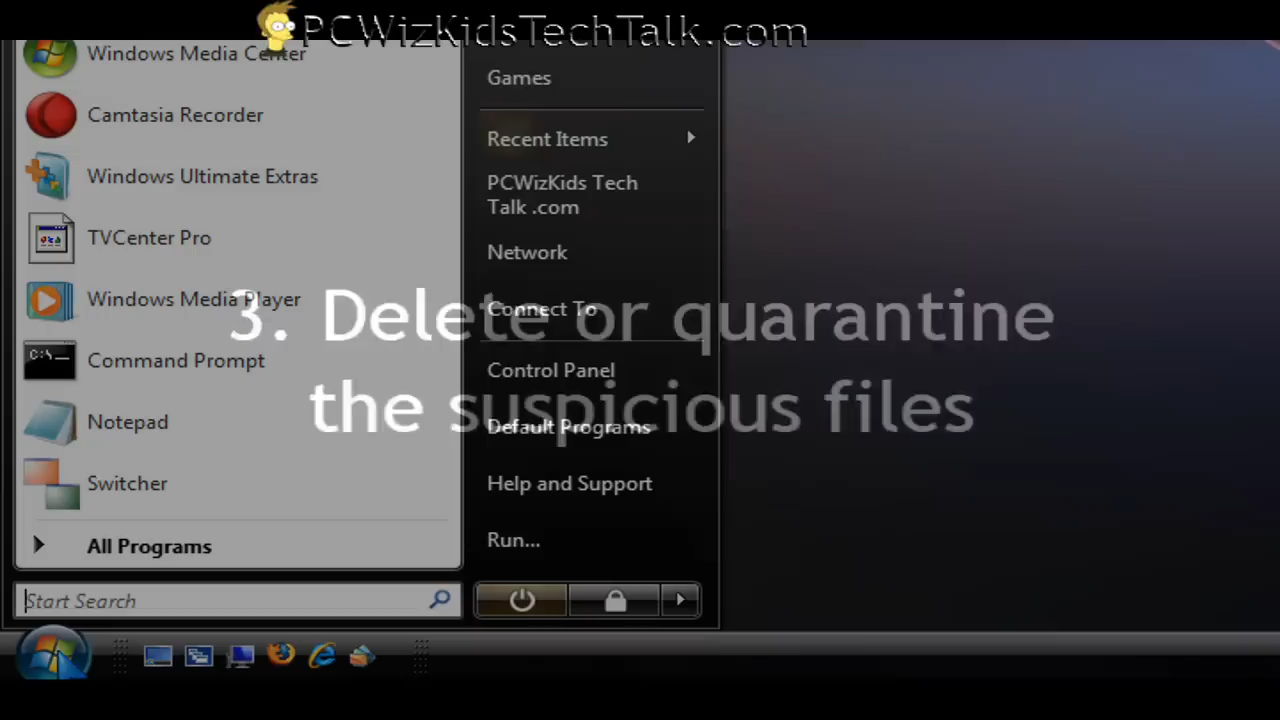 PCWizKidsTechTalk.com
Windows Media Center
Camtasia Recorder
Windows Ultimate Extras
TVCenter Pro
Windows Media Player
Command Prompt
Notepad
Switcher
All Programs
Start Search
Games
Recent Items
PCWizKids Tech
Talk .com
Network
Connect To
Control Panel
Default Programs
Help and Support
Run...
3. Delete or quarantine
the suspicious files